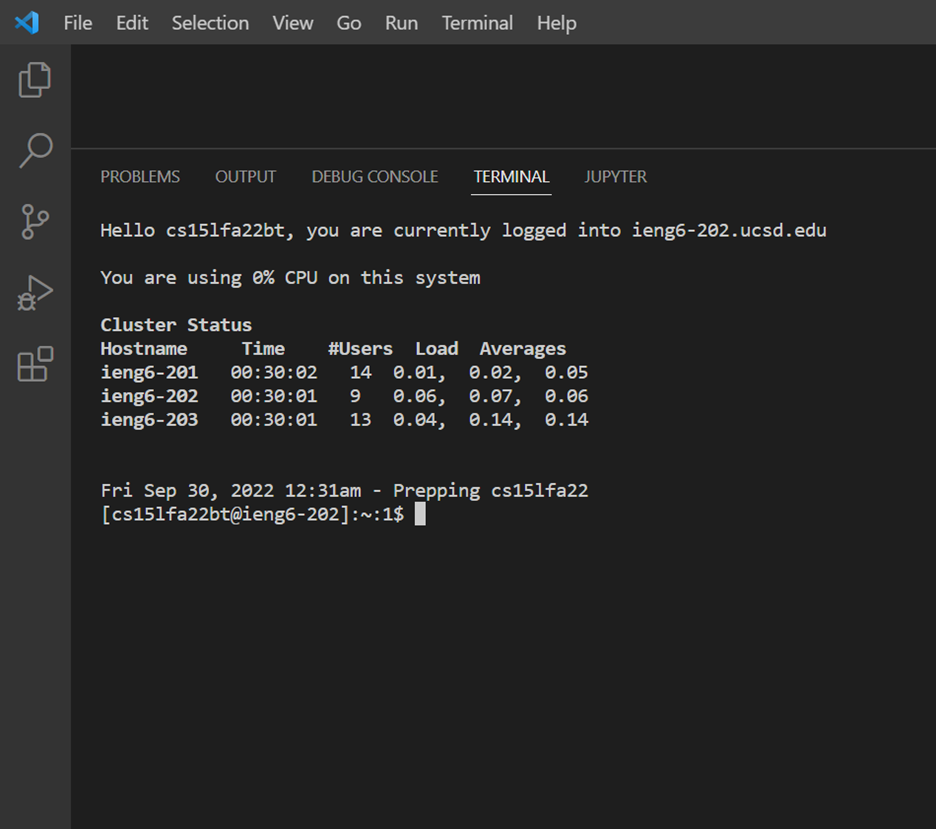 File Edit Selection View Go Run Terminal Help
PROBLEMS OUTPUT DEBUG CONSOLE TERMINAL JUPYTER
Hello cs15lfa22bt, you are currently logged into ieng6-202.ucsd.edu
You are using 0% CPU on this system
Cluster Status
Hostname     Time    #Users  Load  Averages
ieng6-201   00:30:02   14  0.01,  0.02,  0.05
ieng6-202   00:30:01   9   0.06,  0.07,  0.06
ieng6-203   00:30:01   13  0.04,  0.14,  0.14
Fri Sep 30, 2022 12:31am - Prepping cs15lfa22
[cs15lfa22bt@ieng6-202]:~:1$